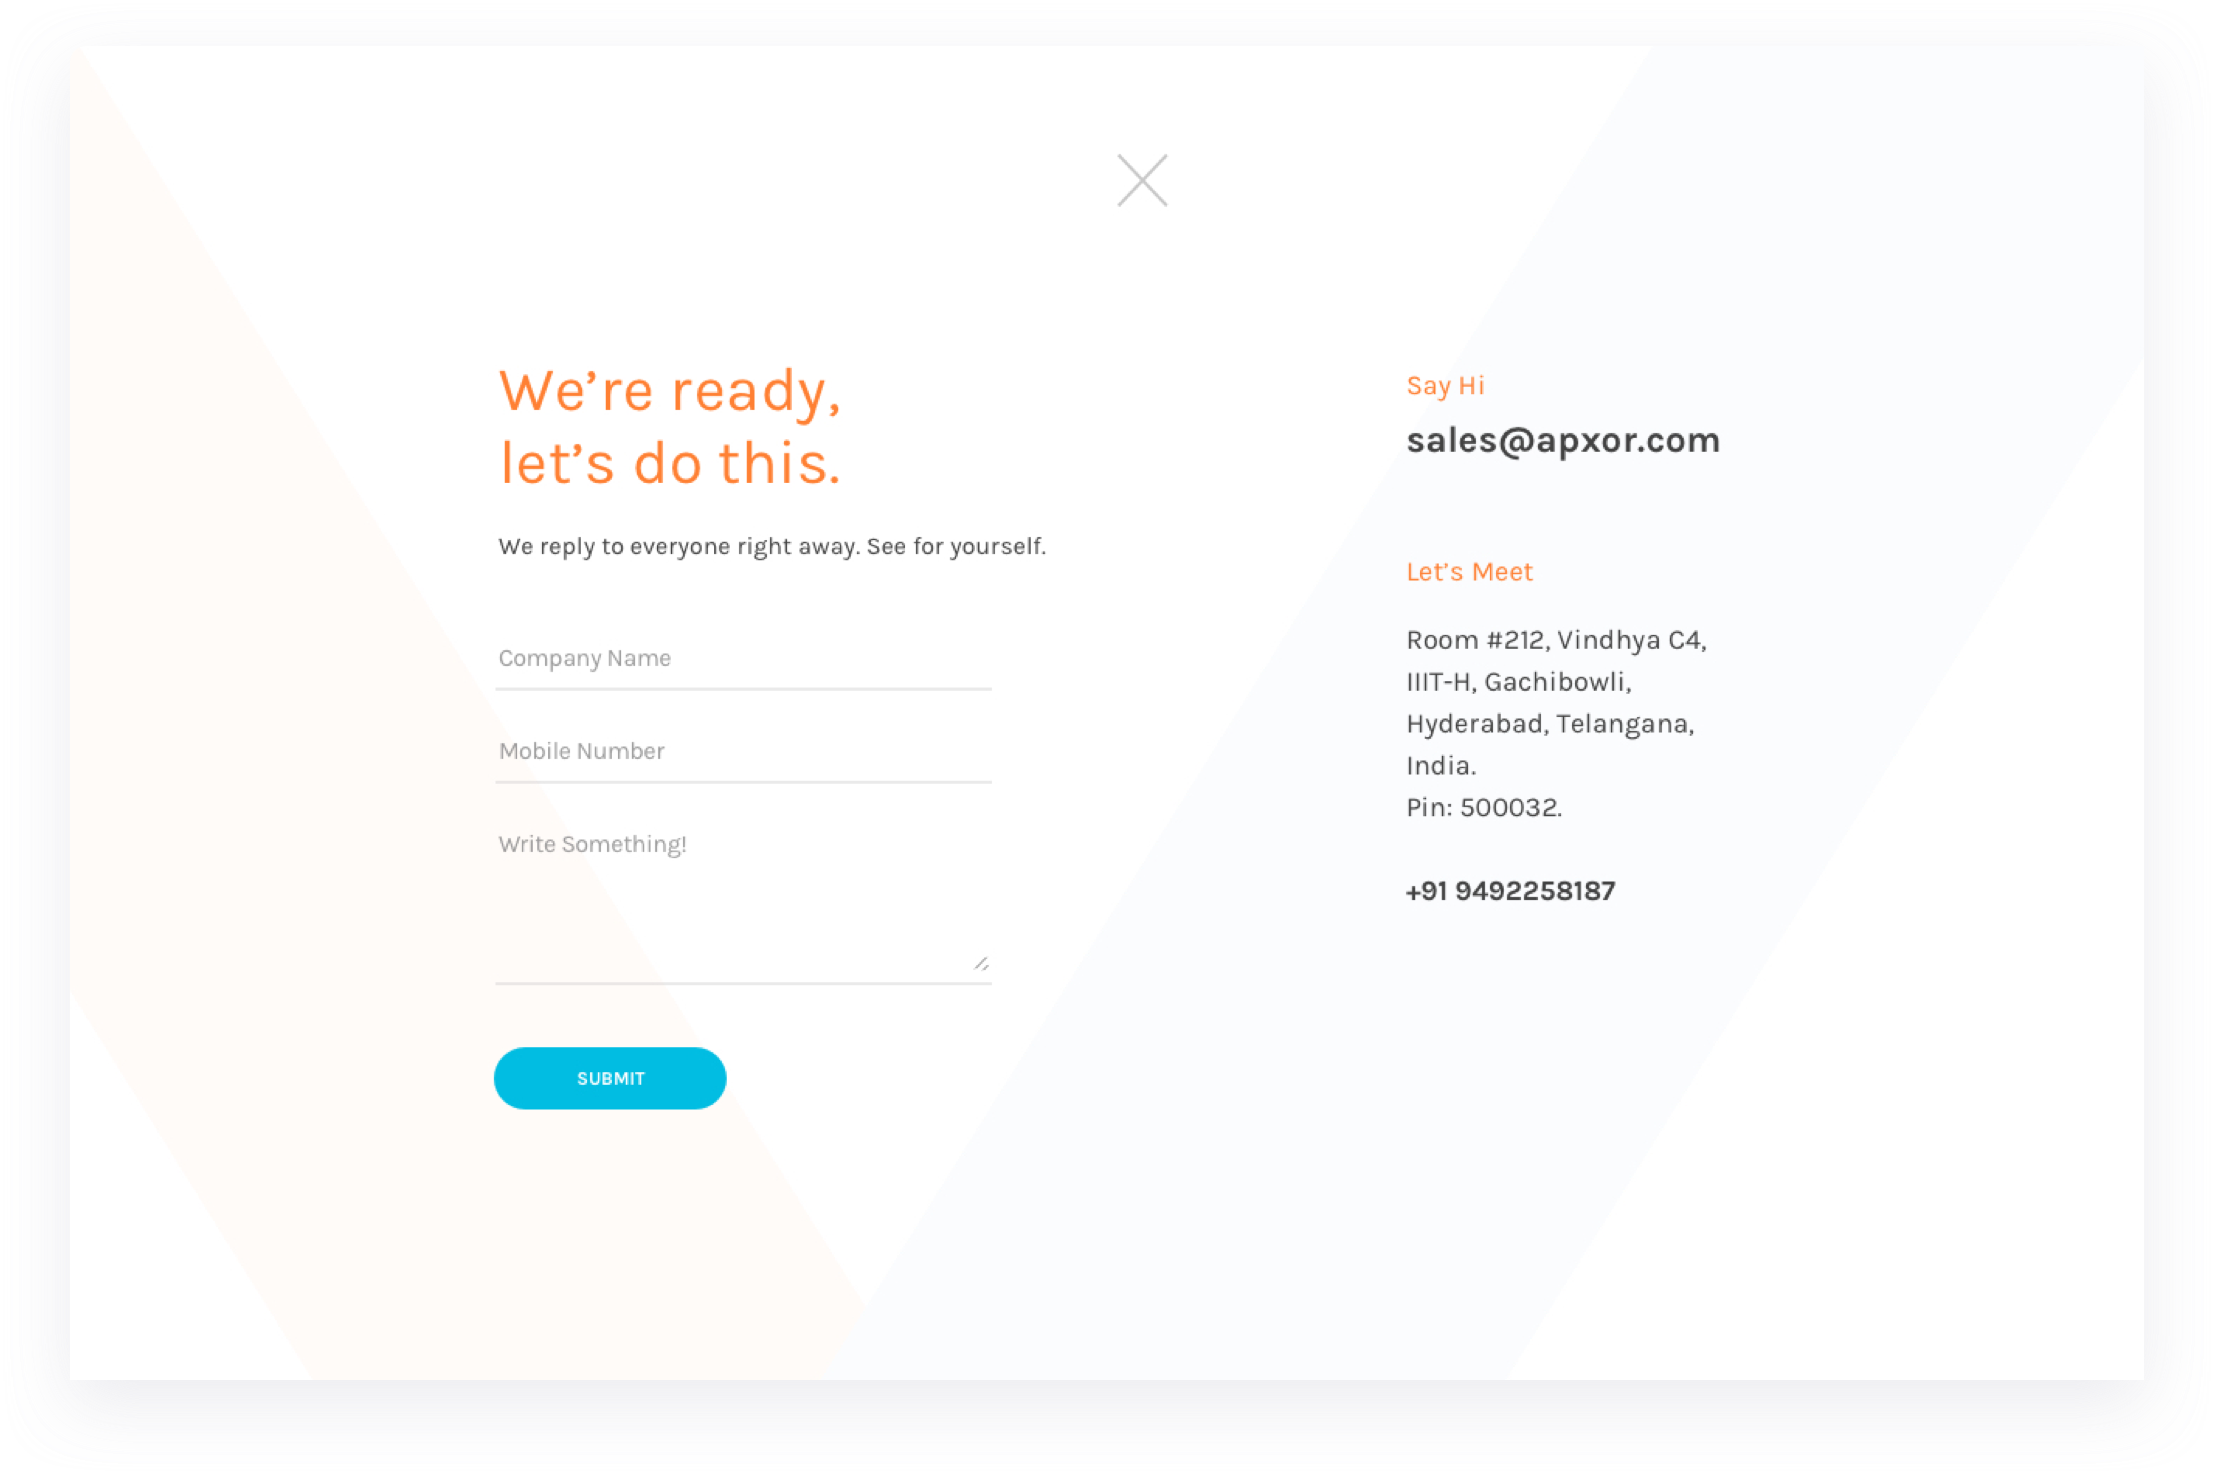 We’re ready,
let’s do this.
We reply to everyone right away. See for yourself.
Company Name
Mobile Number
Write Something!
SUBMIT
Say Hi
sales@apxor.com
Let’s Meet
Room #212, Vindhya C4,
IIIT-H, Gachibowli,
Hyderabad, Telangana,
India.
Pin: 500032.
+91 9492258187